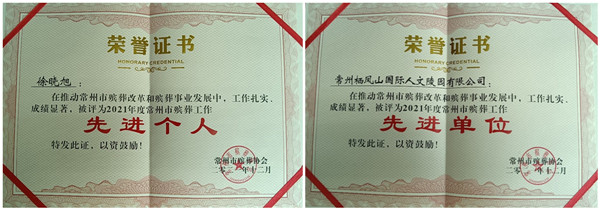 荣誉证书
HONORARY CREDENTIAL
徐晓旭：
在推动常州市殡葬改革和殡葬事业发展中，工作扎实．
成绩显著，被评为2021年度常州市殡葬工作
先进个人
特发此证，以资鼓励！
常州市殡葬协会
二〇二一年十二月
荣誉证书
HONORARY CREDENTIAL
常州栖凤山国际人文陵园有限公司：
在推动常州市殡葬改革和殡葬事业发展中，工作扎实．
成绩显著，被评为2021年度常州市殡葬工作
先进单位
特发此证，以资鼓励！
常州市殡葬协会
二〇二一年十二月